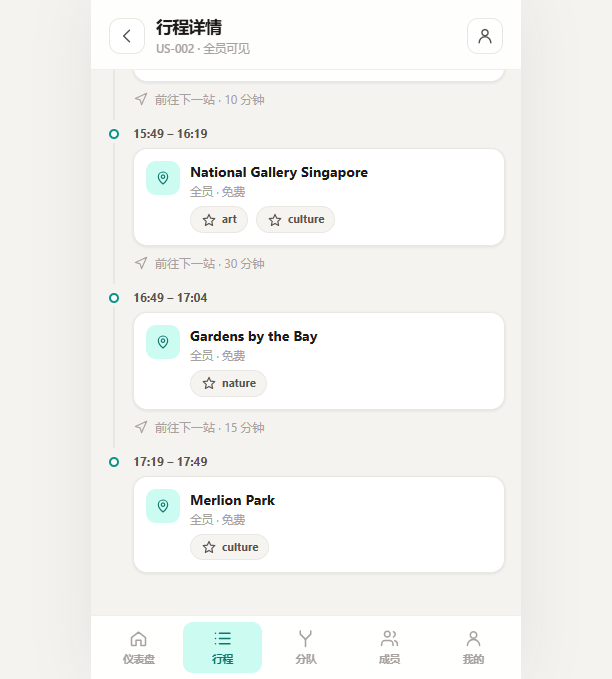 行程详情
US-002 · 全员可见
前往下一站 · 10 分钟
15:49 – 16:19
National Gallery Singapore
全员 · 免费
art culture
前往下一站 · 30 分钟
16:49 – 17:04
Gardens by the Bay
全员 · 免费
nature
前往下一站 · 15 分钟
17:19 – 17:49
Merlion Park
全员 · 免费
culture
仪表盘 行程 分队 成员 我的